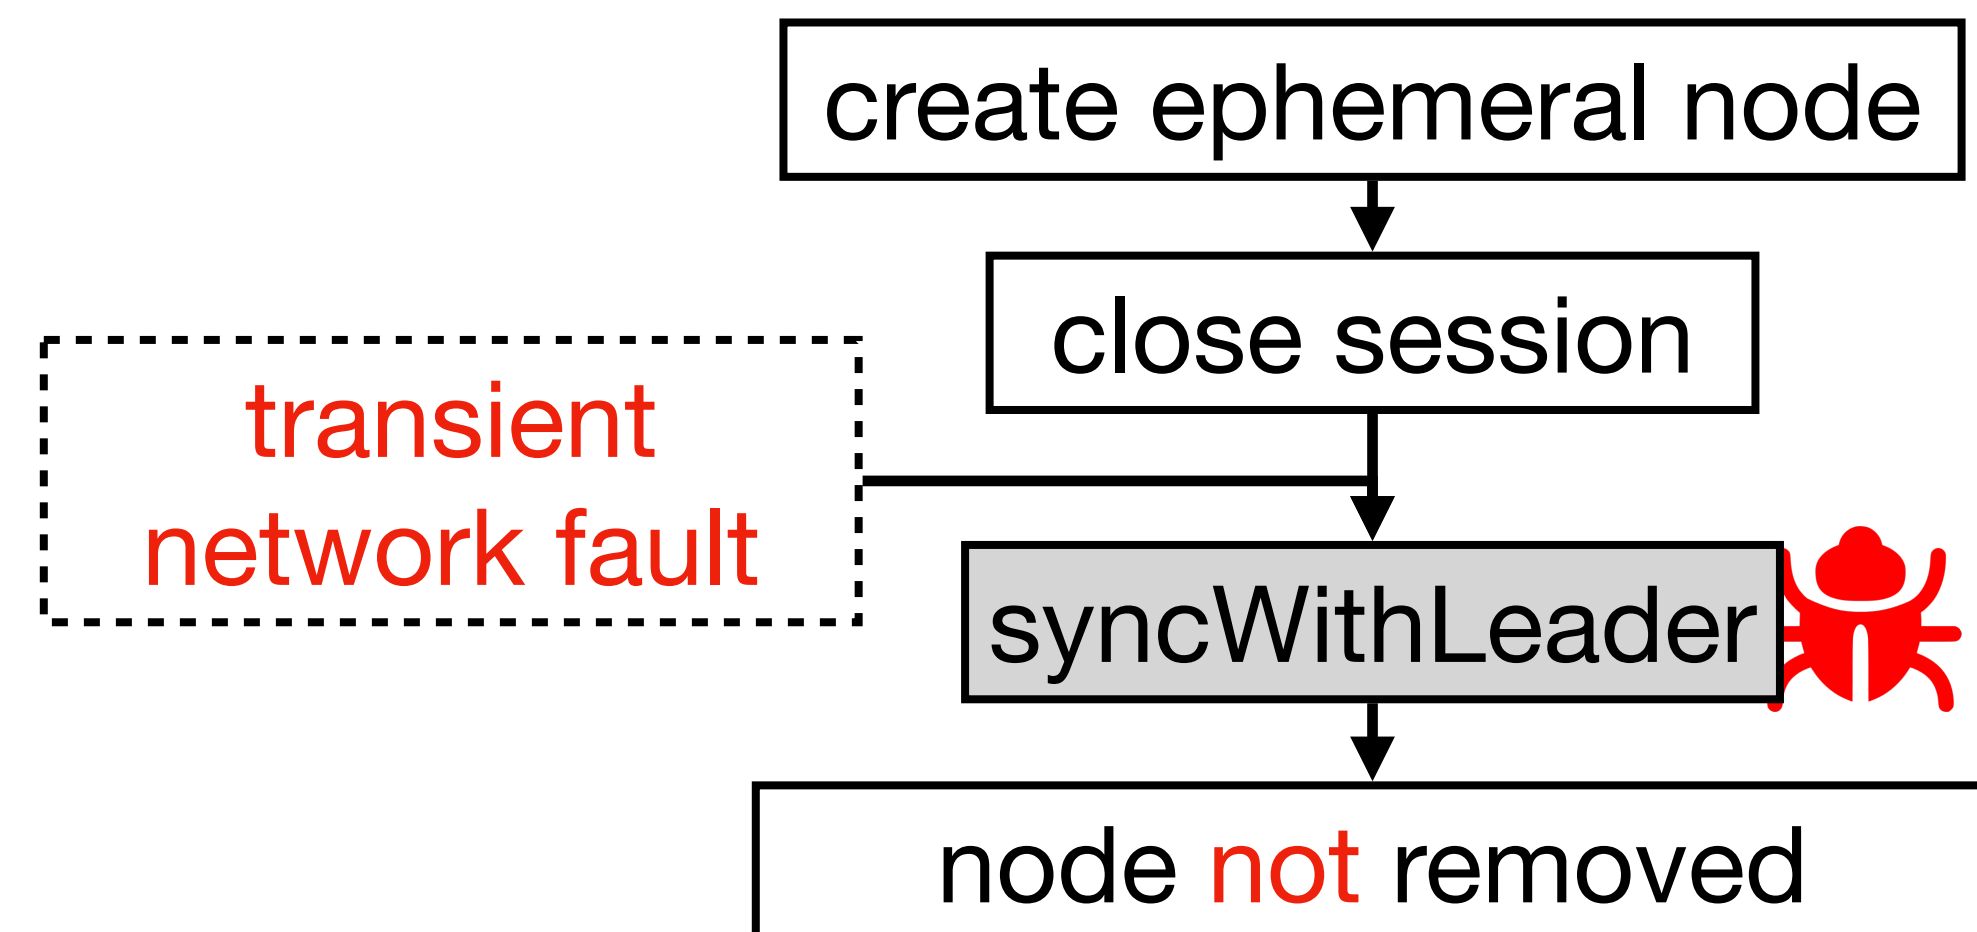 create ephemeral node
close session
transient
network fault
syncWithLeader
node not removed